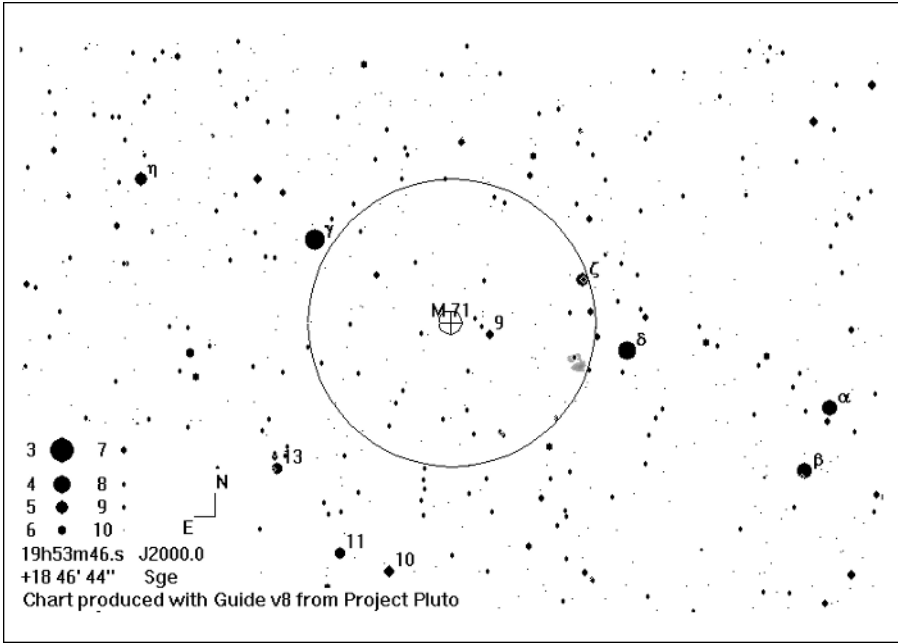 η
γ
ζ
M 71
9
δ
α
β
13
3 7
4 8
5 9
6 10
N
E
11
10
19h53m46.s J2000.0
+18 46' 44" Sge
Chart produced with Guide v8 from Project Pluto